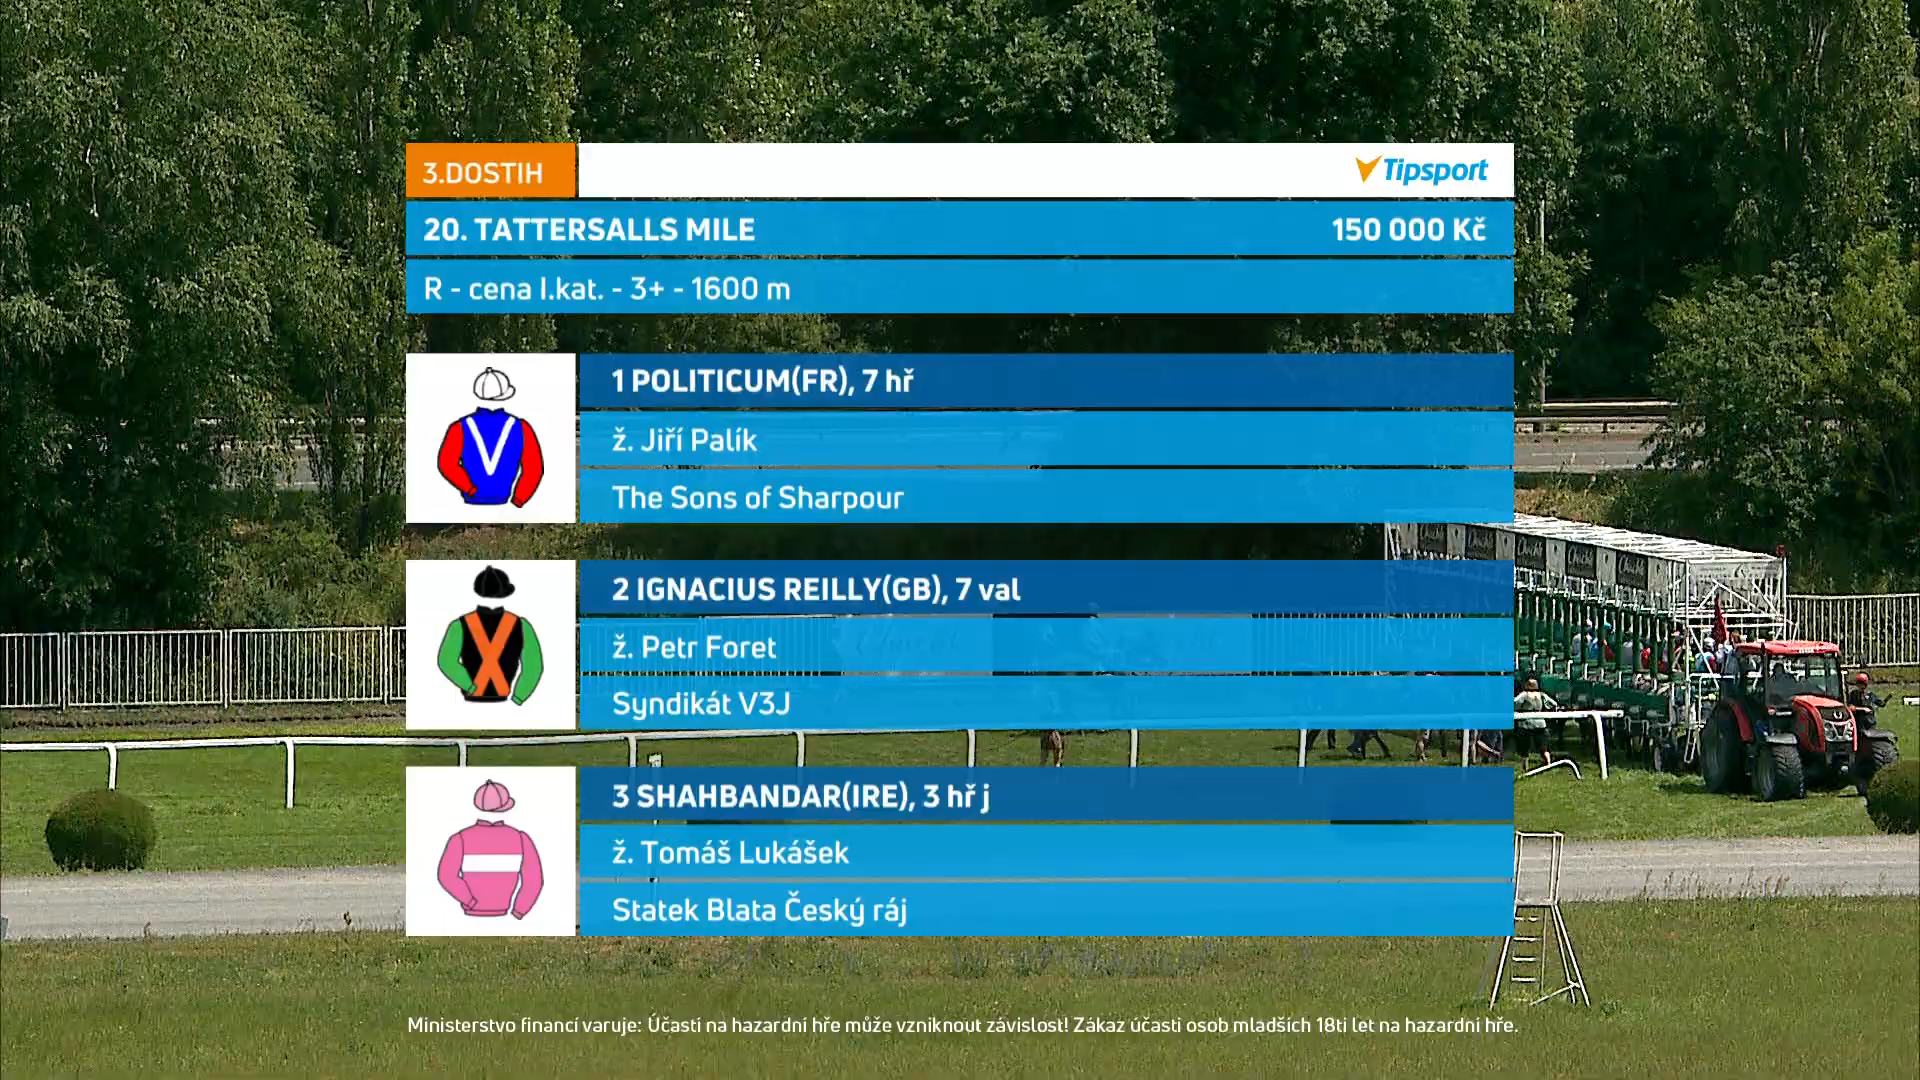 3.DOSTIH
Tipsport
20. TATTERSALLS MILE 150 000 Kč
R - cena I.kat. - 3+ - 1600 m
1 POLITICUM(FR), 7 hř
ž. Jiří Palík
The Sons of Sharpour
2 IGNACIUS REILLY(GB), 7 val
ž. Petr Foret
Syndikát V3J
3 SHAHBANDAR(IRE), 3 hř j
ž. Tomáš Lukášek
Statek Blata Český ráj
Ministerstvo financí varuje: Účastí na hazardní hře může vzniknout závislost! Zákaz účasti osob mladších 18ti let na hazardní hře.